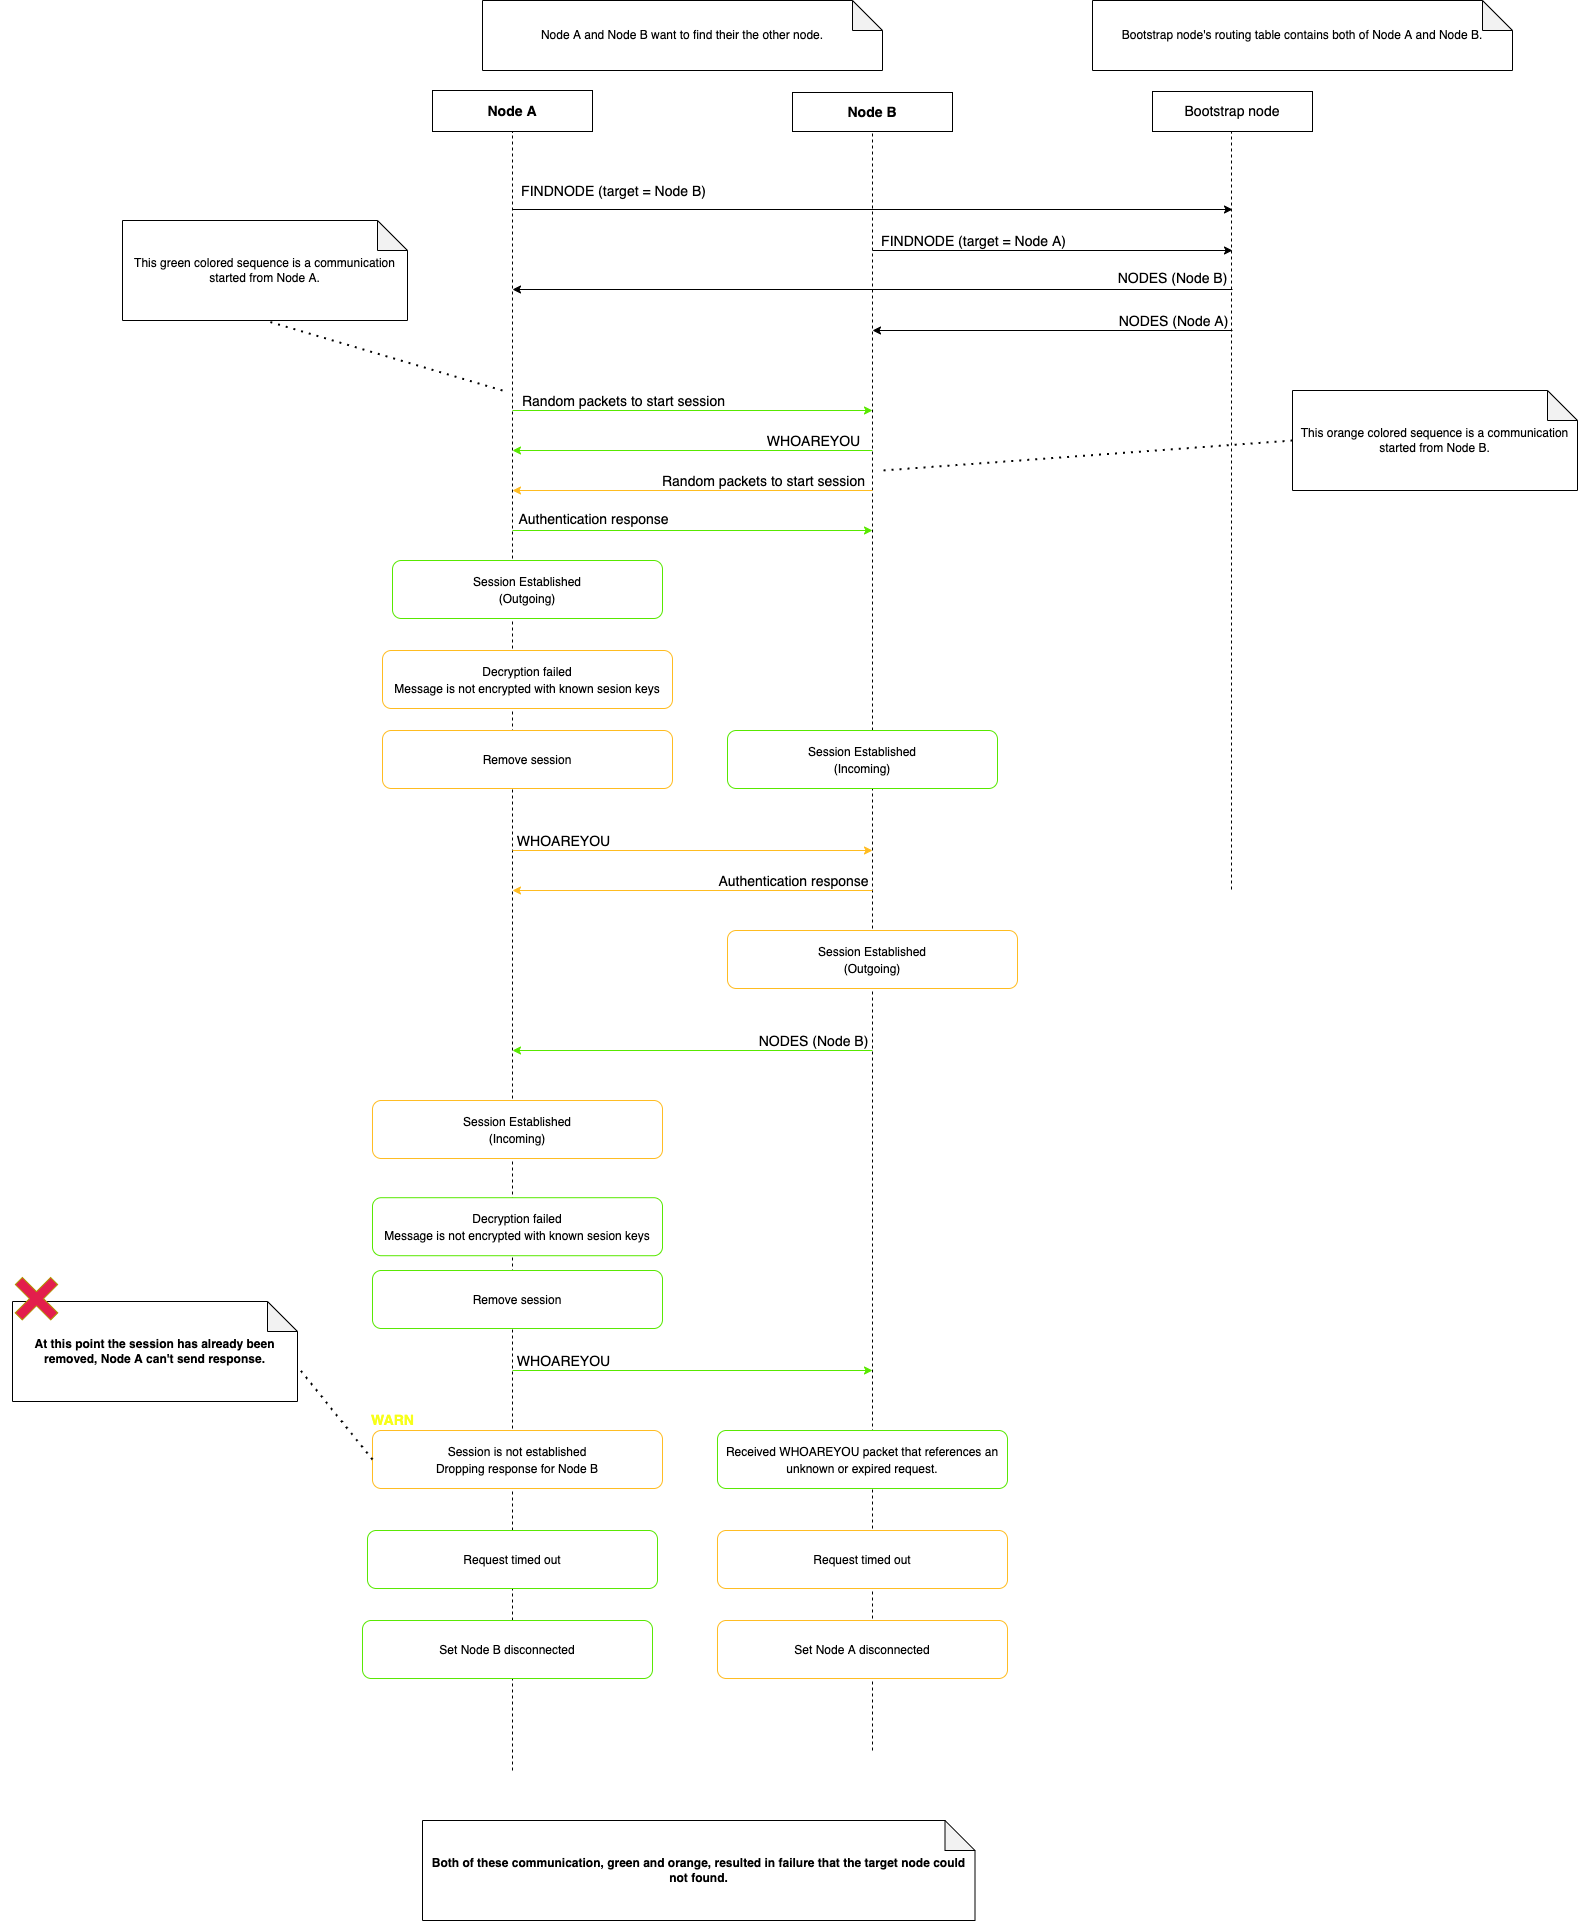 Node A and Node B want to find their the other node.
Bootstrap node's routing table contains both of Node A and Node B.
Node A
Node B
Bootstrap node
FINDNODE (target = Node B)
FINDNODE (target = Node A)
This green colored sequence is a communication
started from Node A.
NODES (Node B)
NODES (Node A)
Random packets to start session
This orange colored sequence is a communication
started from Node B.
WHOAREYOU
Random packets to start session
Authentication response
Session Established
(Outgoing)
Decryption failed
Message is not encrypted with known sesion keys
Remove session
Session Established
(Incoming)
WHOAREYOU
Authentication response
Session Established
(Outgoing)
NODES (Node B)
Session Established
(Incoming)
Decryption failed
Message is not encrypted with known sesion keys
Remove session
At this point the session has already been
removed, Node A can't send response.
WHOAREYOU
WARN
Session is not established
Dropping response for Node B
Received WHOAREYOU packet that references an
unknown or expired request.
Request timed out
Request timed out
Set Node B disconnected
Set Node A disconnected
Both of these communication, green and orange, resulted in failure that the target node could
not found.